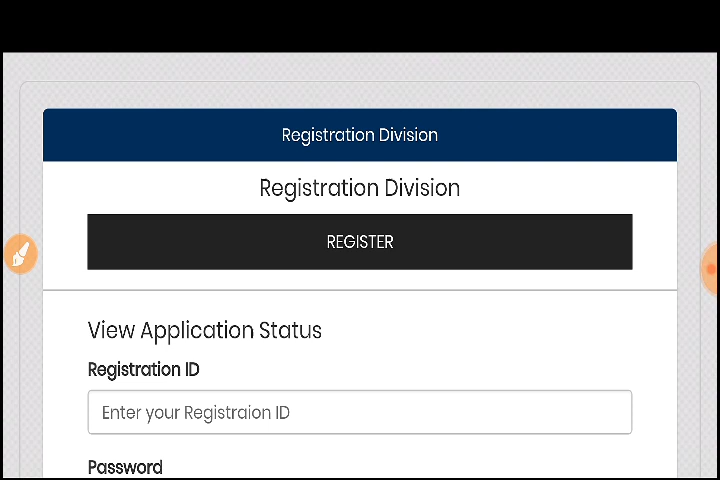 Registration Division
Registration Division
REGISTER
View Application Status
Registration ID
Enter your Registraion ID
Password